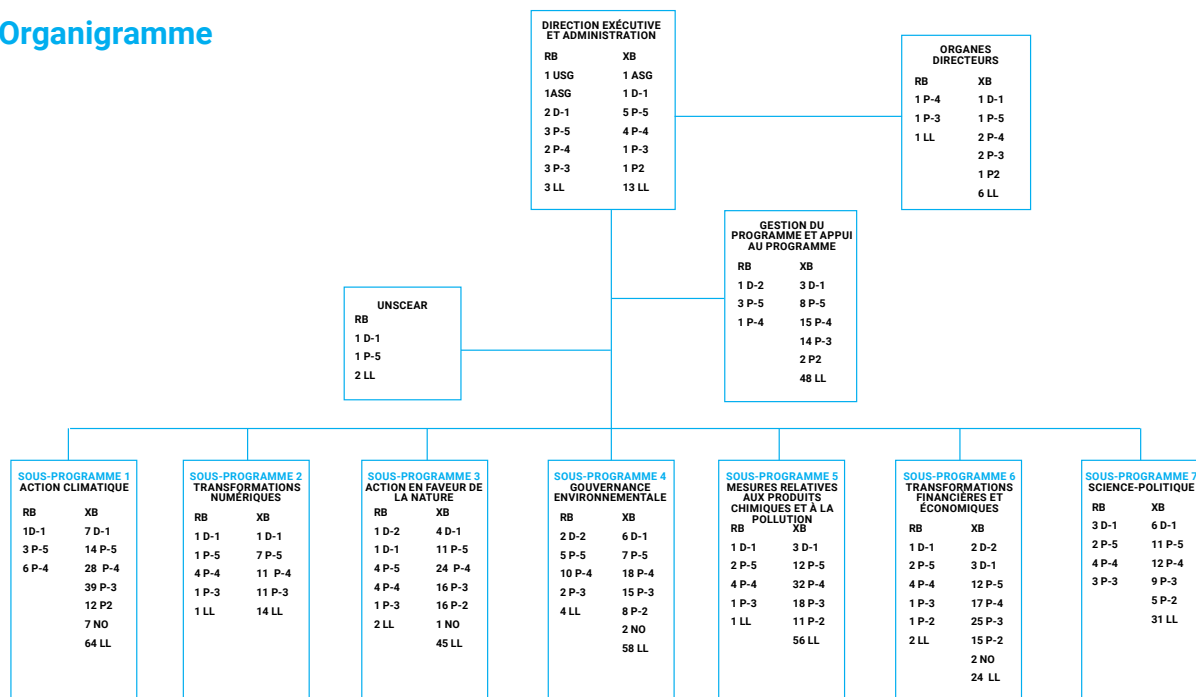 Organigramme
DIRECTION EXÉCUTIVE
ET ADMINISTRATION
RB XB
1 USG 1 ASG
1ASG 1 D-1
2 D-1 5 P-5
3 P-5 4 P-4
2 P-4 1 P-3
3 P-3 1 P2
3 LL 13 LL
ORGANES
DIRECTEURS
RB XB
1 P-4 1 D-1
1 P-3 1 P-5
1 LL 2 P-4
2 P-3
1 P2
6 LL
GESTION DU
PROGRAMME ET APPUI
AU PROGRAMME
RB XB
1 D-2 3 D-1
3 P-5 8 P-5
1 P-4 15 P-4
14 P-3
2 P2
48 LL
UNSCEAR
RB
1 D-1
1 P-5
2 LL
SOUS-PROGRAMME 1
ACTION CLIMATIQUE
RB XB
1D-1 7 D-1
3 P-5 14 P-5
6 P-4 28 P-4
39 P-3
12 P2
7 NO
64 LL
SOUS-PROGRAMME 2
TRANSFORMATIONS
NUMÉRIQUES
RB XB
1 D-1 1 D-1
1 P-5 7 P-5
4 P-4 11 P-4
1 P-3 11 P-3
1 LL 14 LL
SOUS-PROGRAMME 3
ACTION EN FAVEUR DE
LA NATURE
RB XB
1 D-2 4 D-1
1 D-1 11 P-5
4 P-5 24 P-4
4 P-4 16 P-3
1 P-3 16 P-2
2 LL 1 NO
45 LL
SOUS-PROGRAMME 4
GOUVERNANCE
ENVIRONNEMENTALE
RB XB
2 D-2 6 D-1
5 P-5 7 P-5
10 P-4 18 P-4
2 P-3 15 P-3
4 LL 8 P-2
2 NO
58 LL
SOUS-PROGRAMME 5
MESURES RELATIVES
AUX PRODUITS
CHIMIQUES ET À LA
POLLUTION
RB XB
1 D-1 3 D-1
2 P-5 12 P-5
4 P-4 32 P-4
1 P-3 18 P-3
1 LL 11 P-2
56 LL
SOUS-PROGRAMME 6
TRANSFORMATIONS
FINANCIÈRES ET
ÉCONOMIQUES
RB XB
1 D-1 2 D-2
2 P-5 3 D-1
4 P-4 12 P-5
1 P-3 17 P-4
1 P-2 25 P-3
2 LL 15 P-2
2 NO
24 LL
SOUS-PROGRAMME 7
SCIENCE-POLITIQUE
RB XB
3 D-1 6 D-1
2 P-5 11 P-5
4 P-4 12 P-4
3 P-3 9 P-3
5 P-2
31 LL